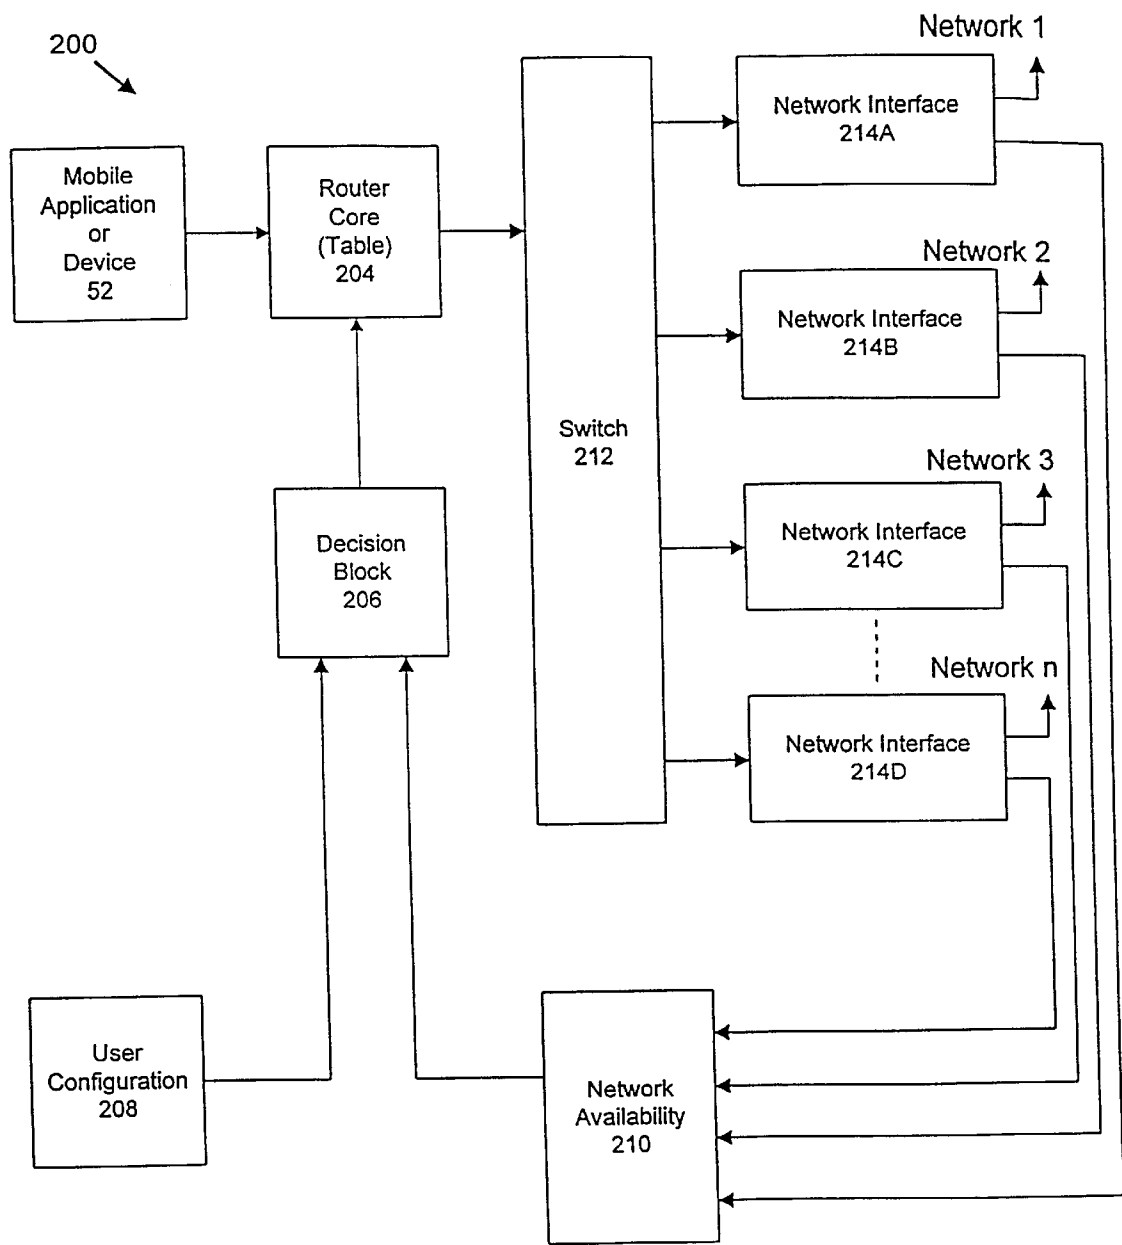 200
Mobile
Application
or
Device
52
Router
Core
(Table)
204
Switch
212
Network 1
Network Interface
214A
Network 2
Network Interface
214B
Network 3
Network Interface
214C
Network n
Network Interface
214D
Decision
Block
206
User
Configuration
208
Network
Availability
210